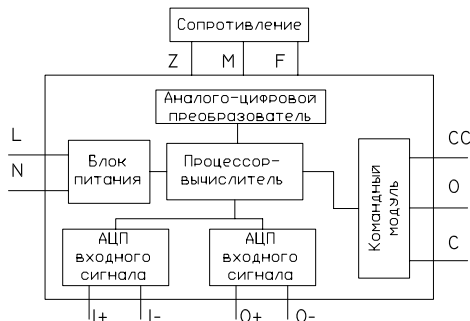 Сопротивление
Z M F
Аналого-цифровой
преобразователь
L
N
Блок
питания
Процессор-
вычислитель
Командный
модуль
CC
O
C
АЦП
входного
сигнала
АЦП
входного
сигнала
I+ I- O+ O-